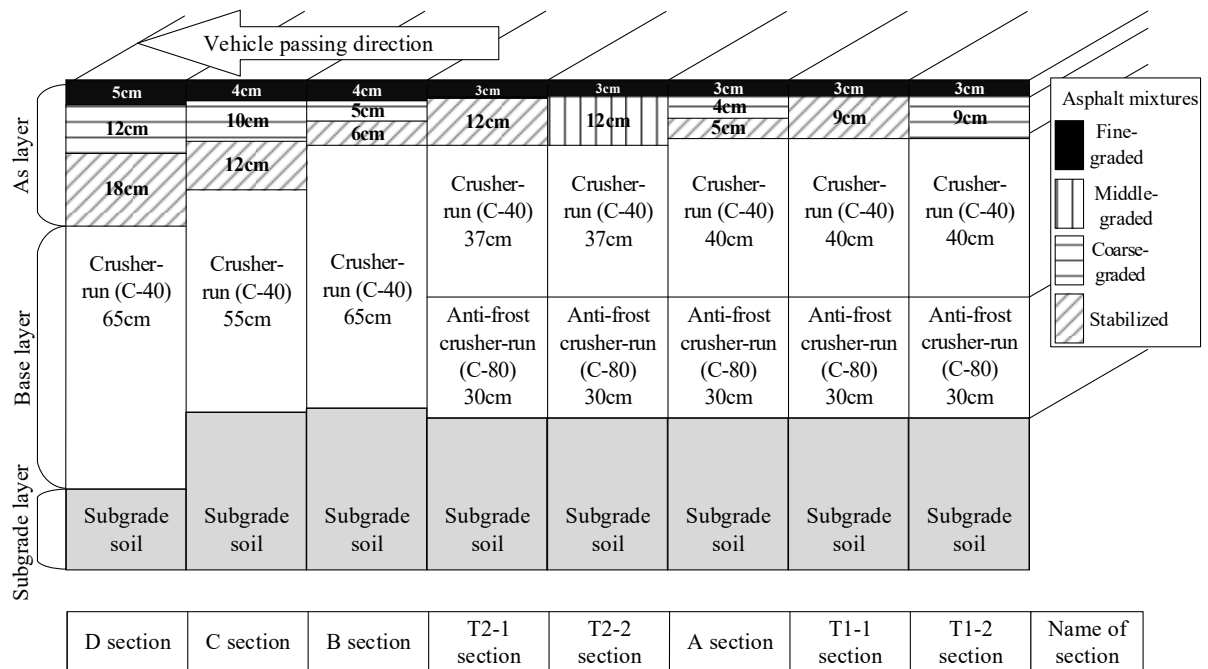 Vehicle passing direction
As layer
Base layer
Subgrade layer
5cm
12cm
18cm
Crusher-
run (C-40)
65cm
Subgrade
soil
4cm
10cm
12cm
Crusher-
run (C-40)
55cm
Subgrade
soil
4cm
5cm
6cm
Crusher-
run (C-40)
65cm
Subgrade
soil
3cm
12cm
Crusher-
run (C-40)
37cm
Anti-frost
crusher-run
(C-80)
30cm
Subgrade
soil
3cm
12cm
Crusher-
run (C-40)
37cm
Anti-frost
crusher-run
(C-80)
30cm
Subgrade
soil
3cm
4cm
5cm
Crusher-
run (C-40)
40cm
Anti-frost
crusher-run
(C-80)
30cm
Subgrade
soil
3cm
9cm
Crusher-
run (C-40)
40cm
Anti-frost
crusher-run
(C-80)
30cm
Subgrade
soil
3cm
9cm
Crusher-
run (C-40)
40cm
Anti-frost
crusher-run
(C-80)
30cm
Subgrade
soil
Asphalt mixtures
Fine-
graded
Middle-
graded
Coarse-
graded
Stabilized
D section
C section
B section
T2-1
section
T2-2
section
A section
T1-1
section
T1-2
section
Name of
section